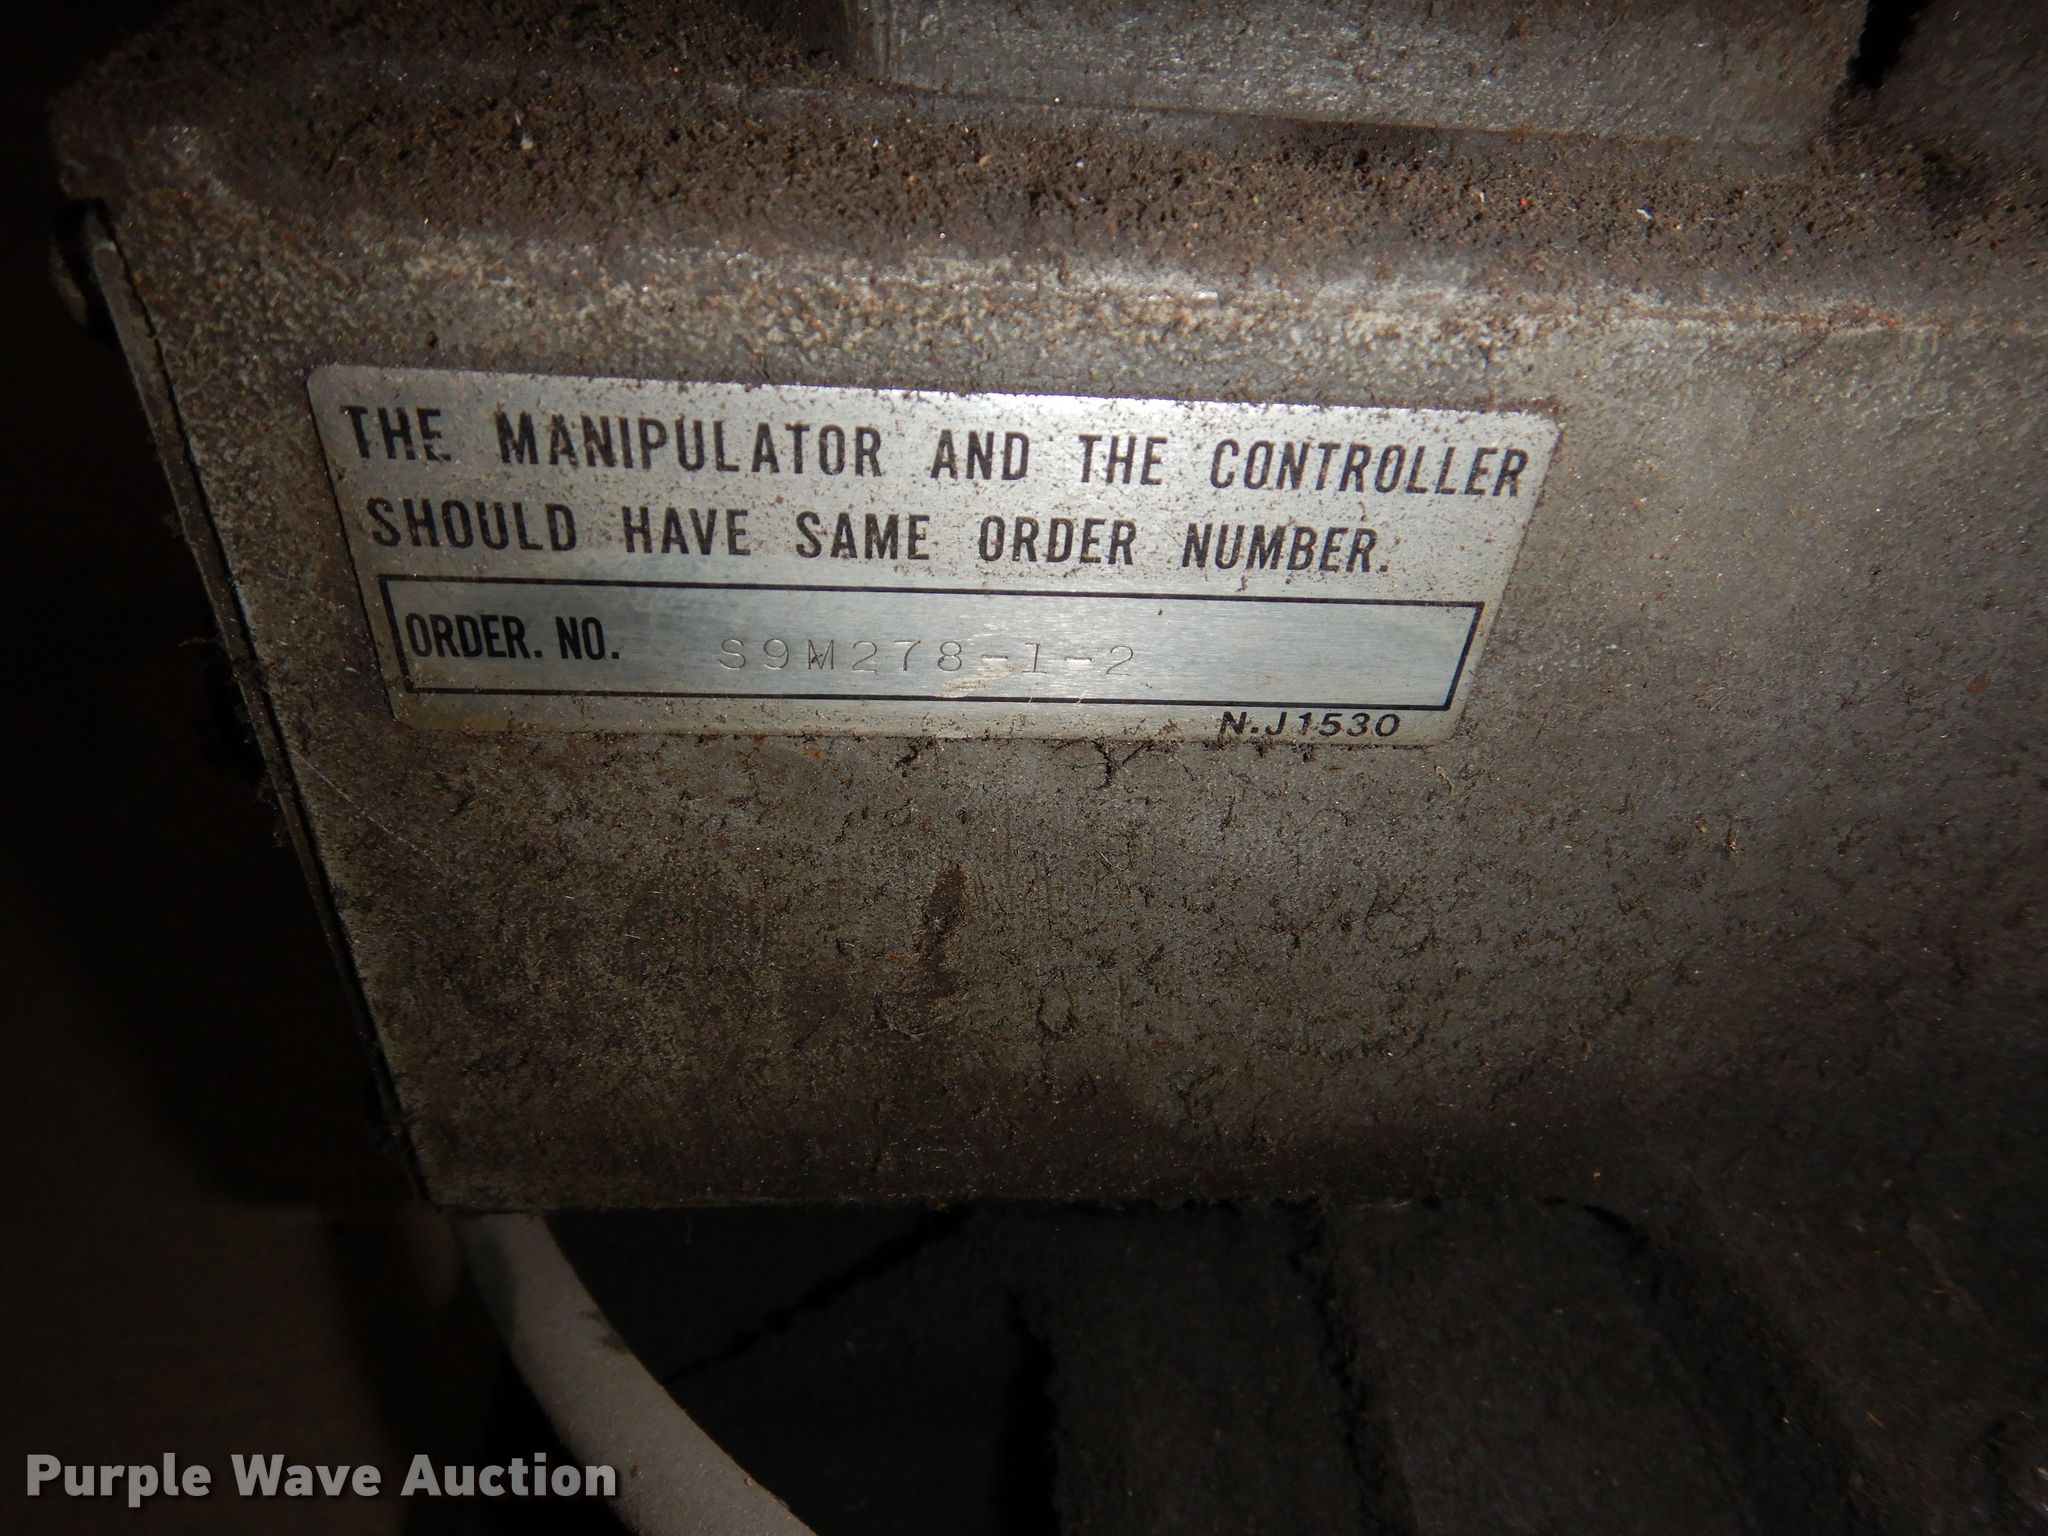 THE MANIPULATOR AND THE CONTROLLER
SHOULD HAVE SAME ORDER NUMBER.
ORDER. NO. S9M278-1-2
N.J1530
Purple Wave Auction